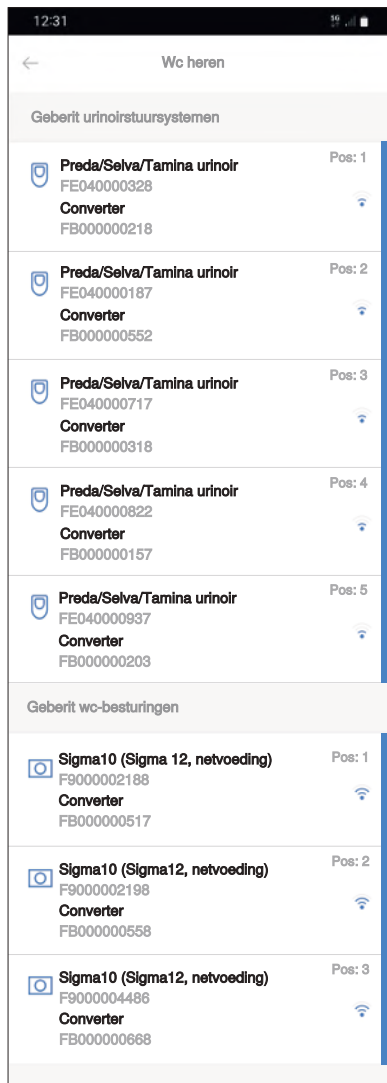 12:31
5G
Wc heren
Geberit urinoirstuursystemen
Preda/Selva/Tamina urinoir
Pos: 1
FE040000328
Converter
FB000000218
Preda/Selva/Tamina urinoir
Pos: 2
FE040000187
Converter
FB000000552
Preda/Selva/Tamina urinoir
Pos: 3
FE040000717
Converter
FB000000318
Preda/Selva/Tamina urinoir
Pos: 4
FE040000822
Converter
FB000000157
Preda/Selva/Tamina urinoir
Pos: 5
FE040000937
Converter
FB000000203
Geberit wc-besturingen
Sigma10 (Sigma 12, netvoeding)
Pos: 1
F9000002188
Converter
FB000000517
Sigma10 (Sigma12, netvoeding)
Pos: 2
F9000002198
Converter
FB000000558
Sigma10 (Sigma12, netvoeding)
Pos: 3
F9000004486
Converter
FB000000668